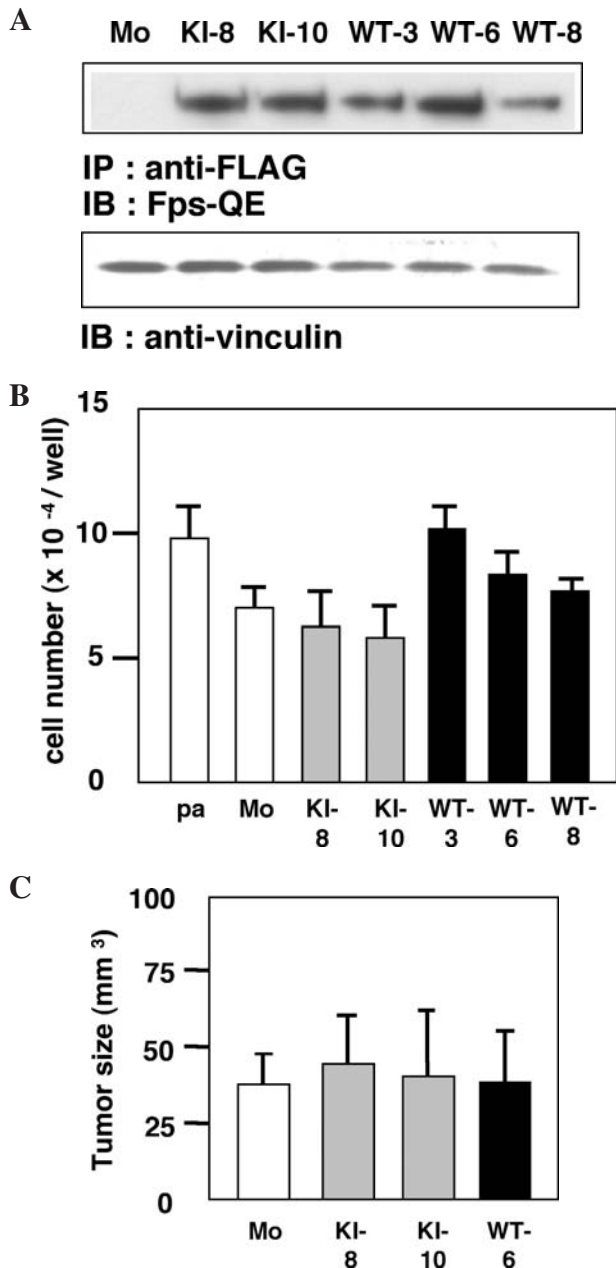 A
Mo KI-8 KI-10 WT-3 WT-6 WT-8
IP : anti-FLAG
IB : Fps-QE
IB : anti-vinculin
B
cell number (x 10 -4 / well)
15
10
5
0
pa Mo KI-8 KI-10 WT-3 WT-6 WT-8
C
Tumor size (mm 3)
100
75
50
25
0
Mo KI-8 KI-10 WT-6